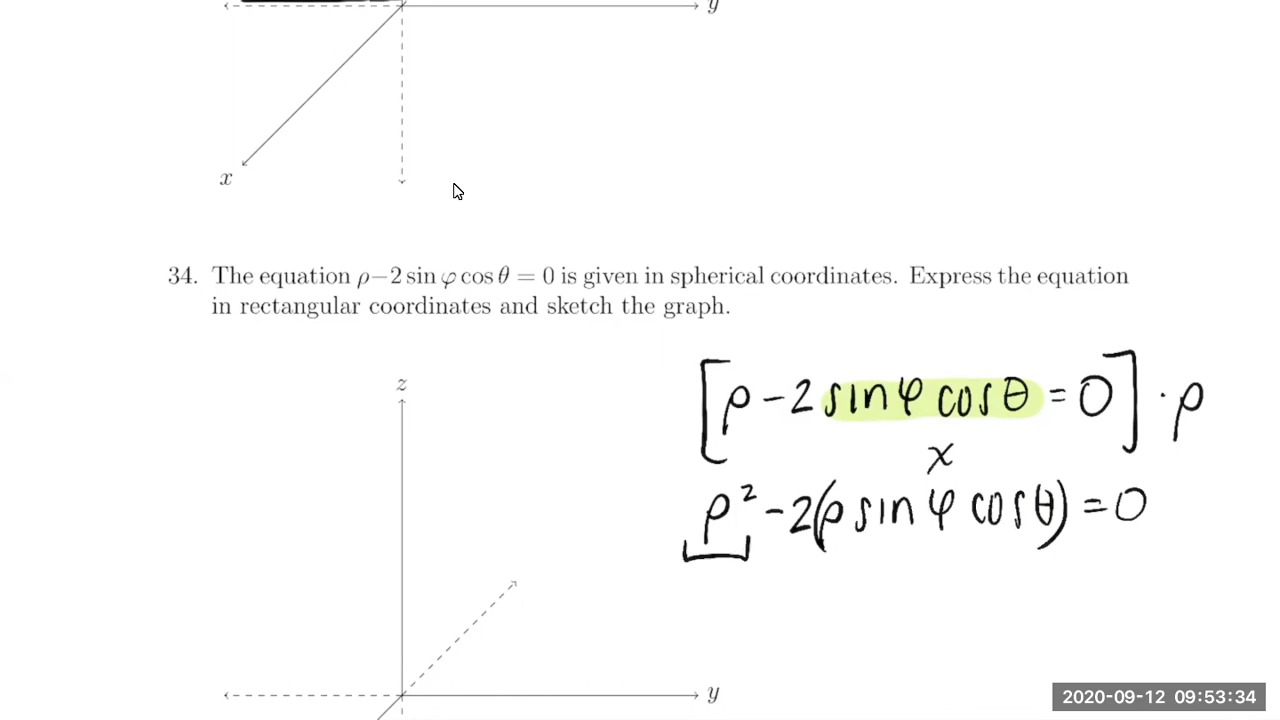 y
x
34. The equation ρ−2 sin φ cos θ = 0 is given in spherical coordinates. Express the equation
in rectangular coordinates and sketch the graph.
z
[ρ − 2 sin φ cos θ = 0] · ρ
x
ρ² − 2(ρ sin φ cos θ) = 0
y
2020-09-12 09:53:34